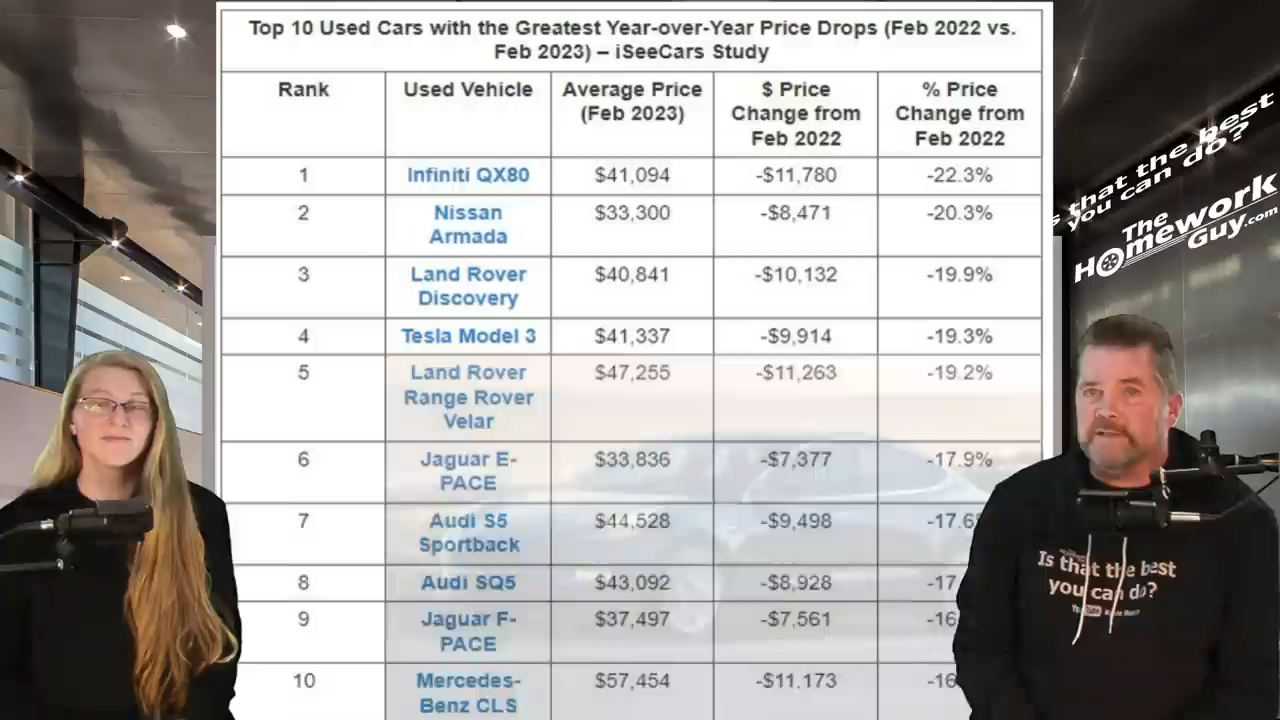 Top 10 Used Cars with the Greatest Year-over-Year Price Drops (Feb 2022 vs.
Feb 2023) – iSeeCars Study
Rank Used Vehicle Average Price (Feb 2023) $ Price Change from Feb 2022 % Price Change from Feb 2022
1 Infiniti QX80 $41,094 -$11,780 -22.3%
2 Nissan Armada $33,300 -$8,471 -20.3%
3 Land Rover Discovery $40,841 -$10,132 -19.9%
4 Tesla Model 3 $41,337 -$9,914 -19.3%
5 Land Rover Range Rover Velar $47,255 -$11,263 -19.2%
6 Jaguar E-PACE $33,836 -$7,377 -17.9%
7 Audi S5 Sportback $44,528 -$9,498 -17.6
8 Audi SQ5 $43,092 -$8,928 -17
9 Jaguar F-PACE $37,497 -$7,561 -16
10 Mercedes-Benz CLS $57,454 -$11,173 -16
s that the best
you can do?
The
Homework
Guy.com
Is that the best
you can do?